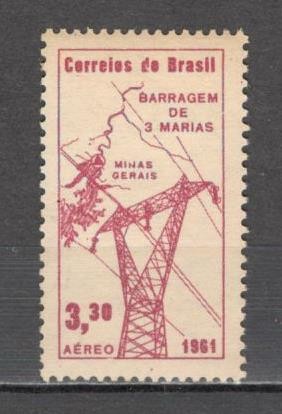 Correios do Brasil
BARRAGEM
DE
3 MARIAS
MINAS
GERAIS
3,30
AÉREO 1961